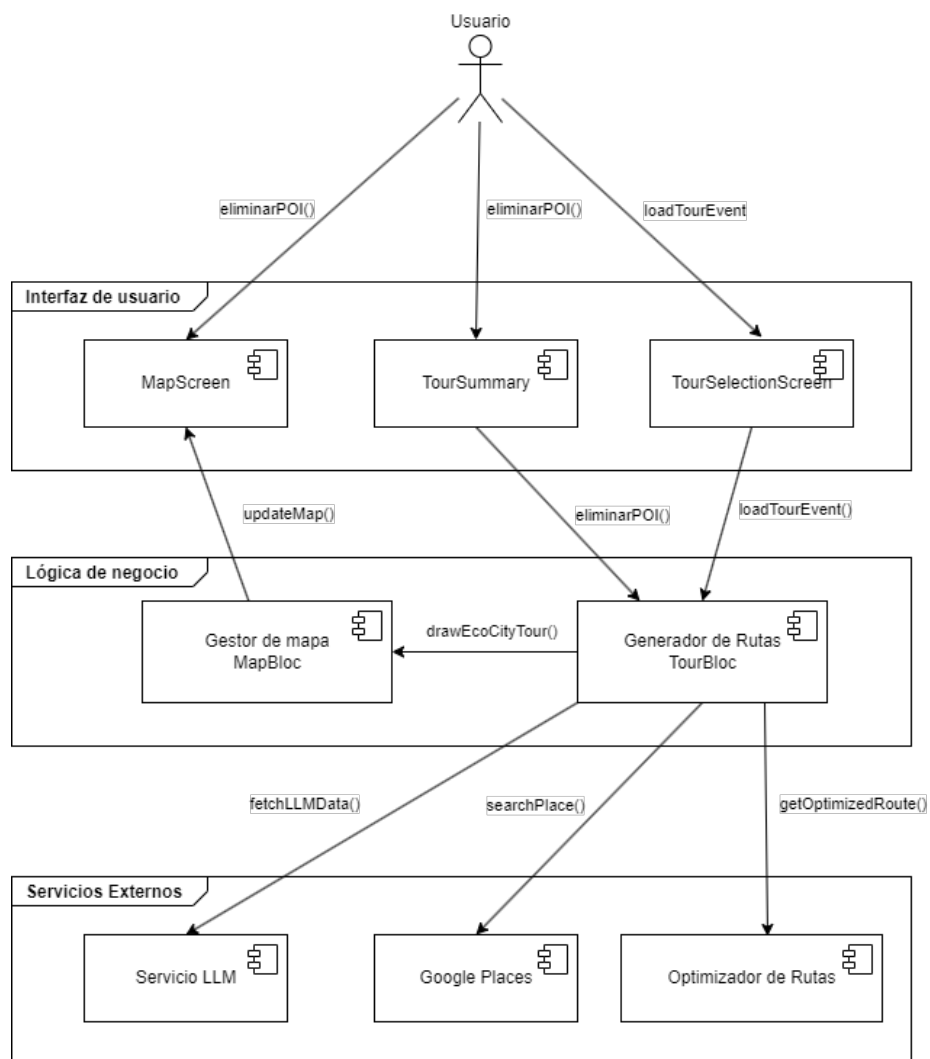 Usuario
eliminarPOI()
eliminarPOI()
loadTourEvent
Interfaz de usuario
MapScreen
TourSummary
TourSelectionScreen
updateMap()
eliminarPOI()
loadTourEvent()
Lógica de negocio
Gestor de mapa
MapBloc
drawEcoCityTour()
Generador de Rutas
TourBloc
fetchLLMData()
searchPlace()
getOptimizedRoute()
Servicios Externos
Servicio LLM
Google Places
Optimizador de Rutas